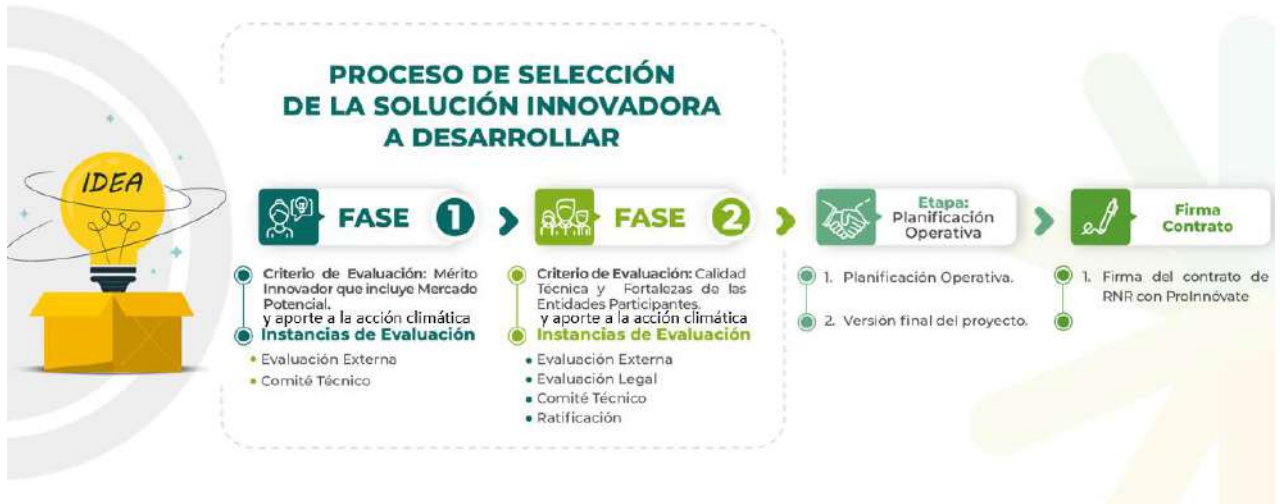 PROCESO DE SELECCIÓN
DE LA SOLUCIÓN INNOVADORA
A DESARROLLAR
IDEA
FASE 1
Criterio de Evaluación: Mérito
Innovador que incluye Mercado
Potencial.
y aporte a la acción climática
Instancias de Evaluación
• Evaluación Externa
• Comité Técnico
FASE 2
Criterio de Evaluación: Calidad
Técnica y Fortalezas de las
Entidades Participantes.
y aporte a la acción climática
Instancias de Evaluación
• Evaluación Externa
• Evaluación Legal
• Comité Técnico
• Ratificación
Etapa:
Planificación
Operativa
1. Planificación Operativa.
2. Versión final del proyecto.
Firma
Contrato
1. Firma del contrato de
RNR con ProInnóvate